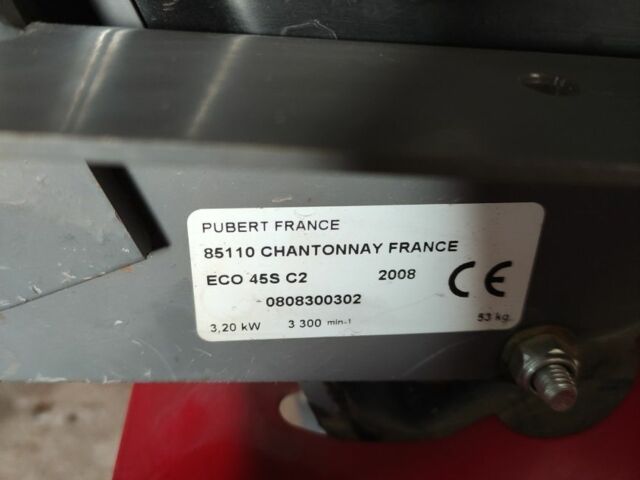 PUBERT FRANCE
85110 CHANTONNAY FRANCE
ECO 45S C2 2008 CE
0808300302
3,20 kW 3 300 min-1 53 kg